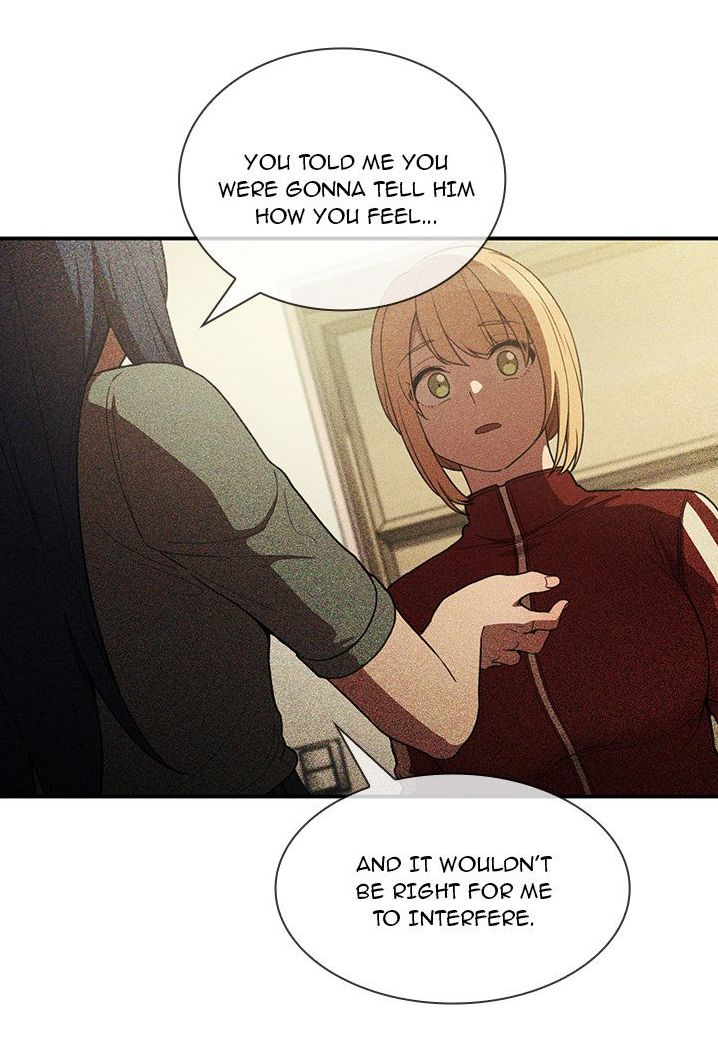 YOU TOLD ME YOU
WERE GONNA TELL HIM
HOW YOU FEEL...
AND IT WOULDN'T
BE RIGHT FOR ME
TO INTERFERE.